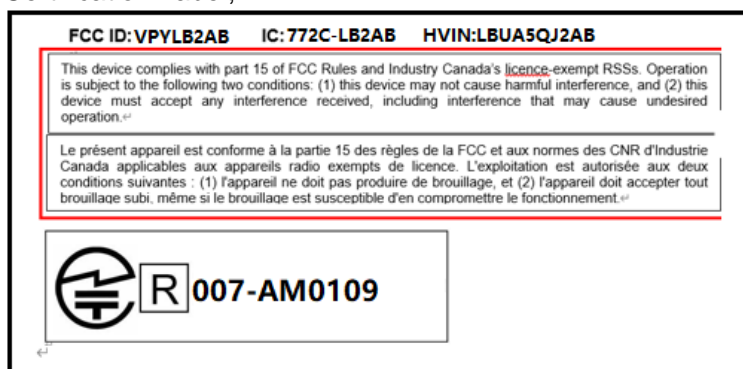 FCC ID: VPYLB2AB IC: 772C-LB2AB HVIN:LBUA5QJ2AB
This device complies with part 15 of FCC Rules and Industry Canada's licence-exempt RSSs. Operation
is subject to the following two conditions: (1) this device may not cause harmful interference, and (2) this
device must accept any interference received, including interference that may cause undesired
operation.↵
Le présent appareil est conforme à la partie 15 des règles de la FCC et aux normes des CNR d'Industrie
Canada applicables aux appareils radio exempts de licence. L'exploitation est autorisée aux deux
conditions suivantes : (1) l'appareil ne doit pas produire de brouillage, et (2) l'appareil doit accepter tout
brouillage subi, même si le brouillage est susceptible d'en compromettre le fonctionnement.↵
R 007-AM0109
↵